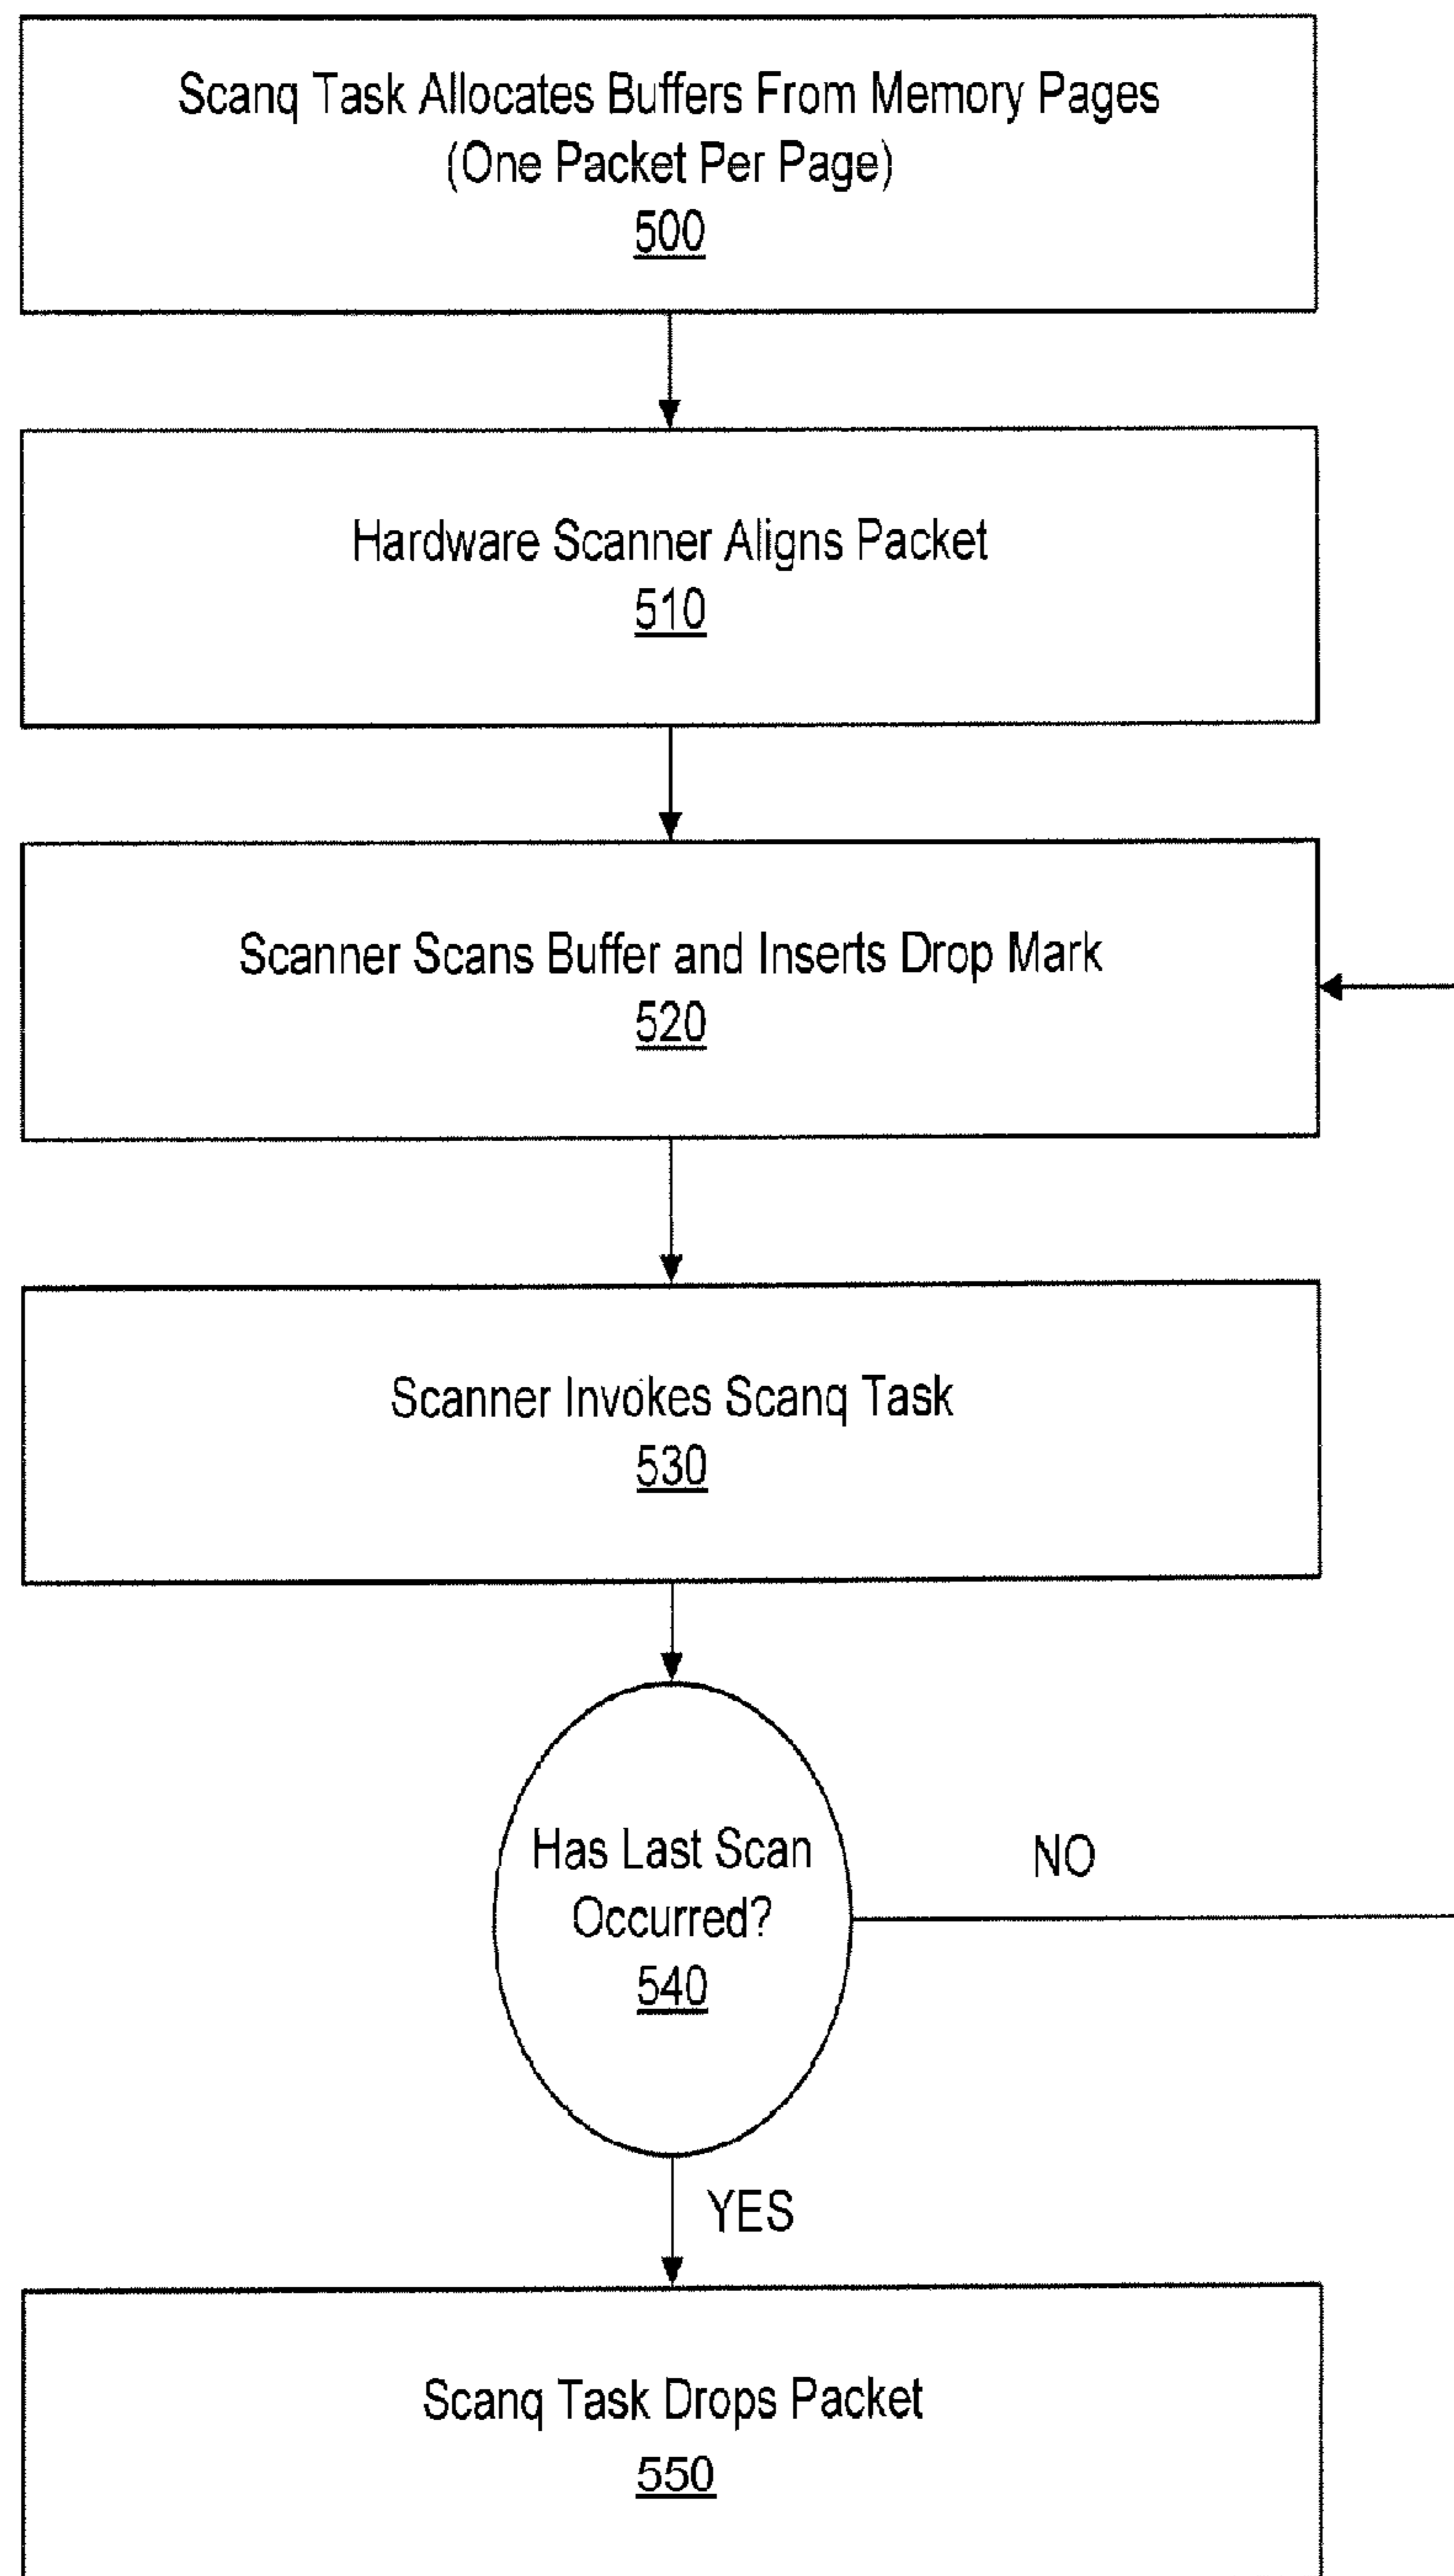 Scanq Task Allocates Buffers From Memory Pages
(One Packet Per Page)
500
Hardware Scanner Aligns Packet
510
Scanner Scans Buffer and Inserts Drop Mark
520
Scanner Invokes Scanq Task
530
Has Last Scan
Occurred?
540
NO
YES
Scanq Task Drops Packet
550